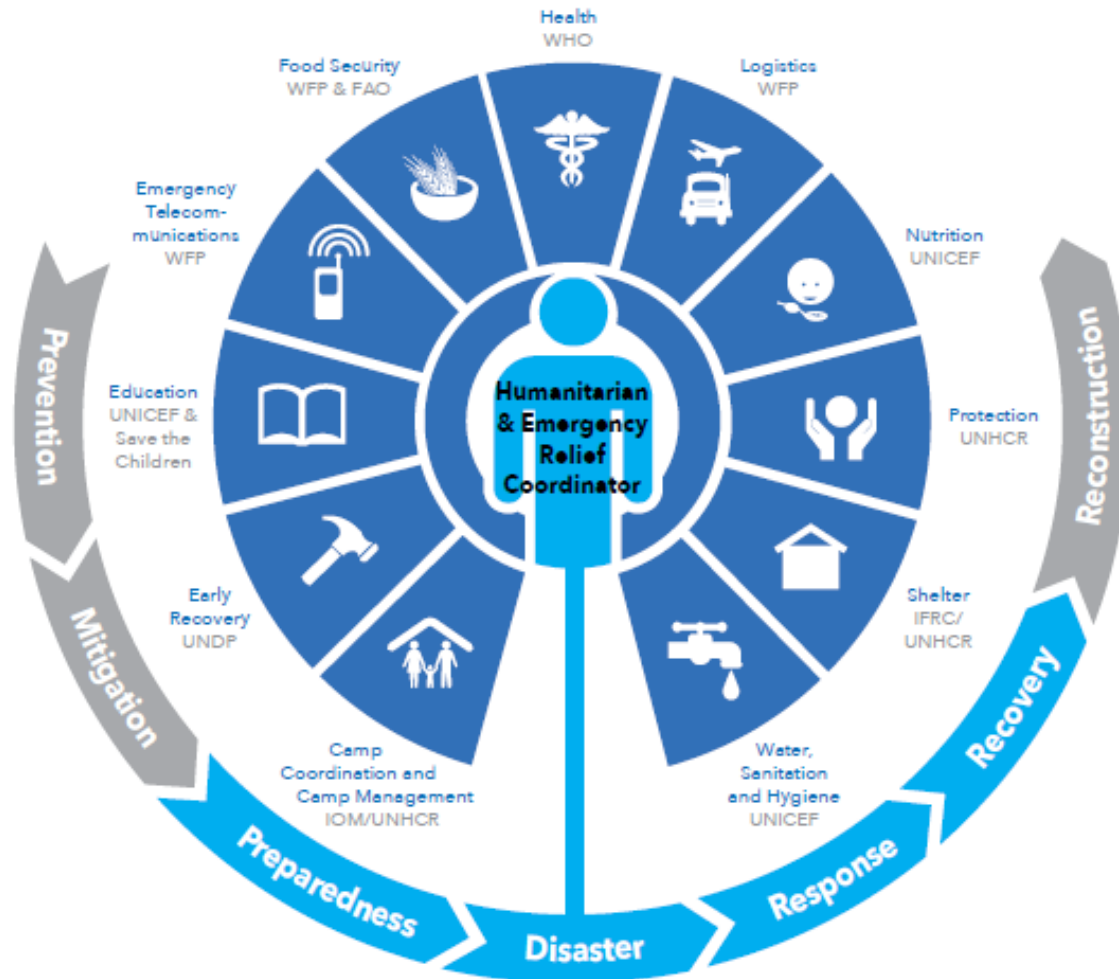 Health
WHO
Food Security
WFP & FAO
Logistics
WFP
Emergency
Telecom-
munications
WFP
Nutrition
UNICEF
Education
UNICEF &
Save the
Children
Humanitarian
& Emergency
Relief
Coordinator
Protection
UNHCR
Early
Recovery
UNDP
Shelter
IFRC/
UNHCR
Camp
Coordination and
Camp Management
IOM/UNHCR
Water,
Sanitation
and Hygiene
UNICEF
Prevention
Mitigation
Preparedness
Disaster
Response
Recovery
Reconstruction